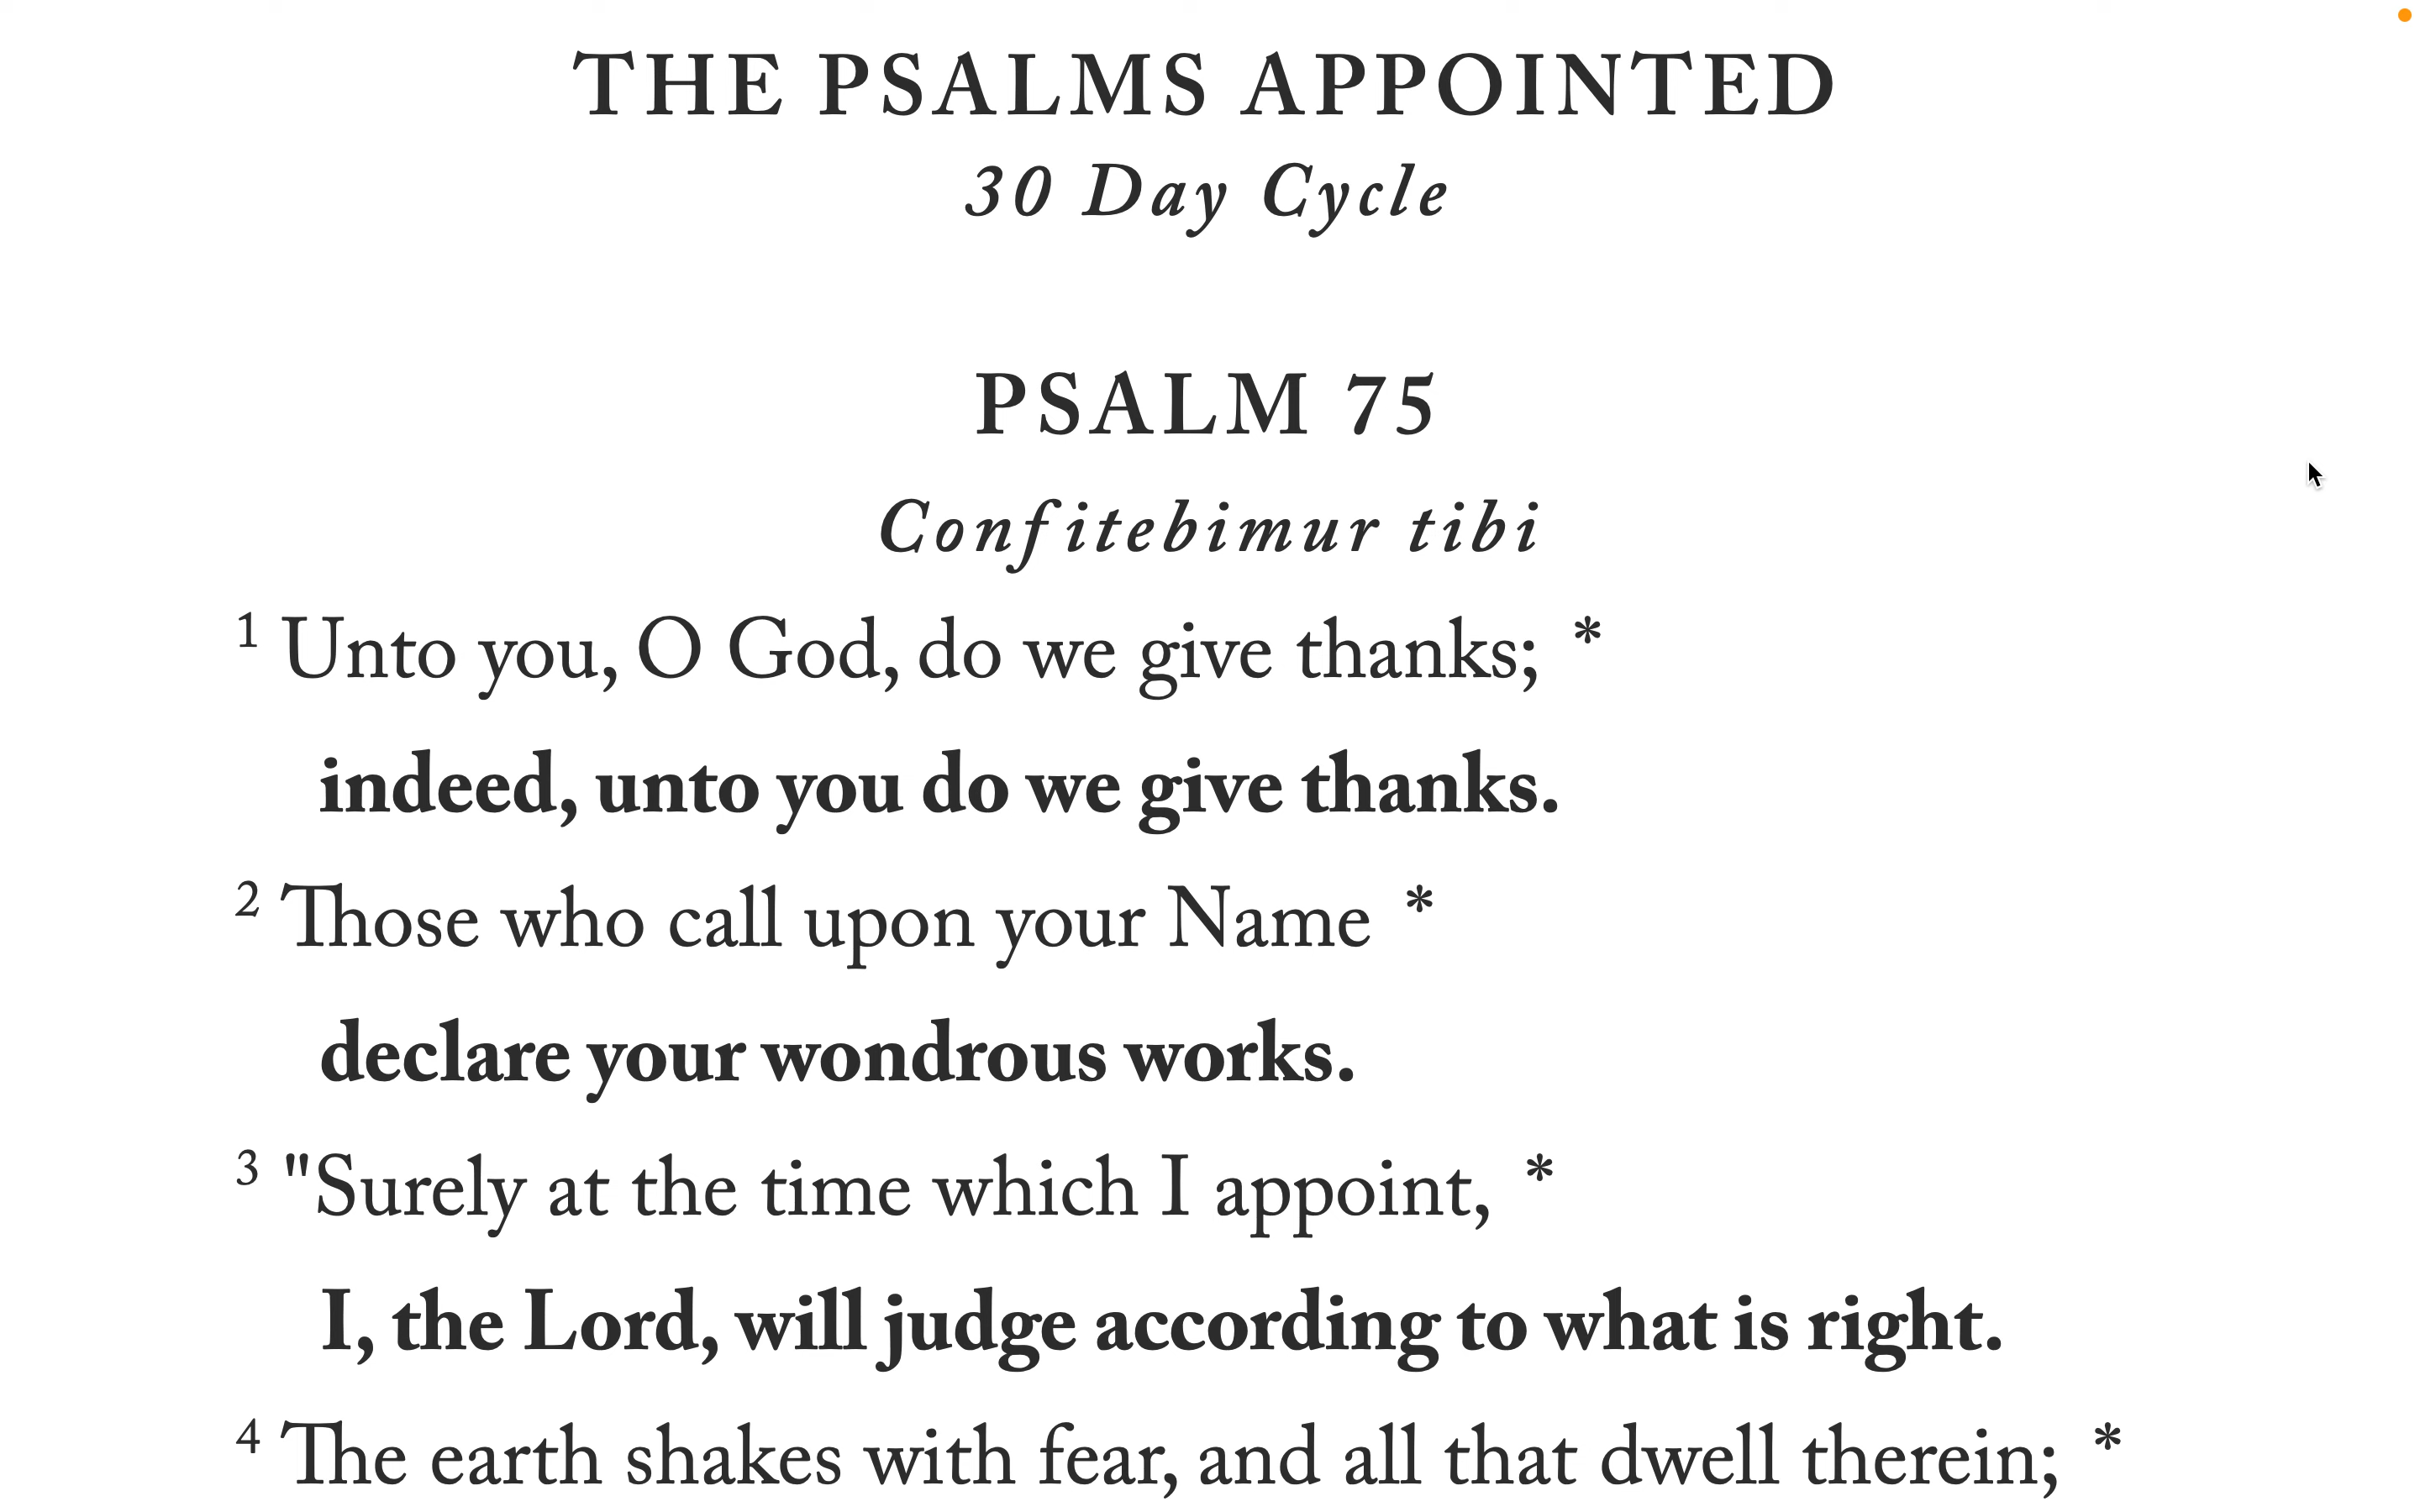 THE PSALMS APPOINTED
30 Day Cycle
PSALM 75
Confitebimur tibi
1 Unto you, O God, do we give thanks; *
indeed, unto you do we give thanks.
2 Those who call upon your Name *
declare your wondrous works.
3 "Surely at the time which I appoint, *
I, the Lord, will judge according to what is right.
4 The earth shakes with fear, and all that dwell therein; *